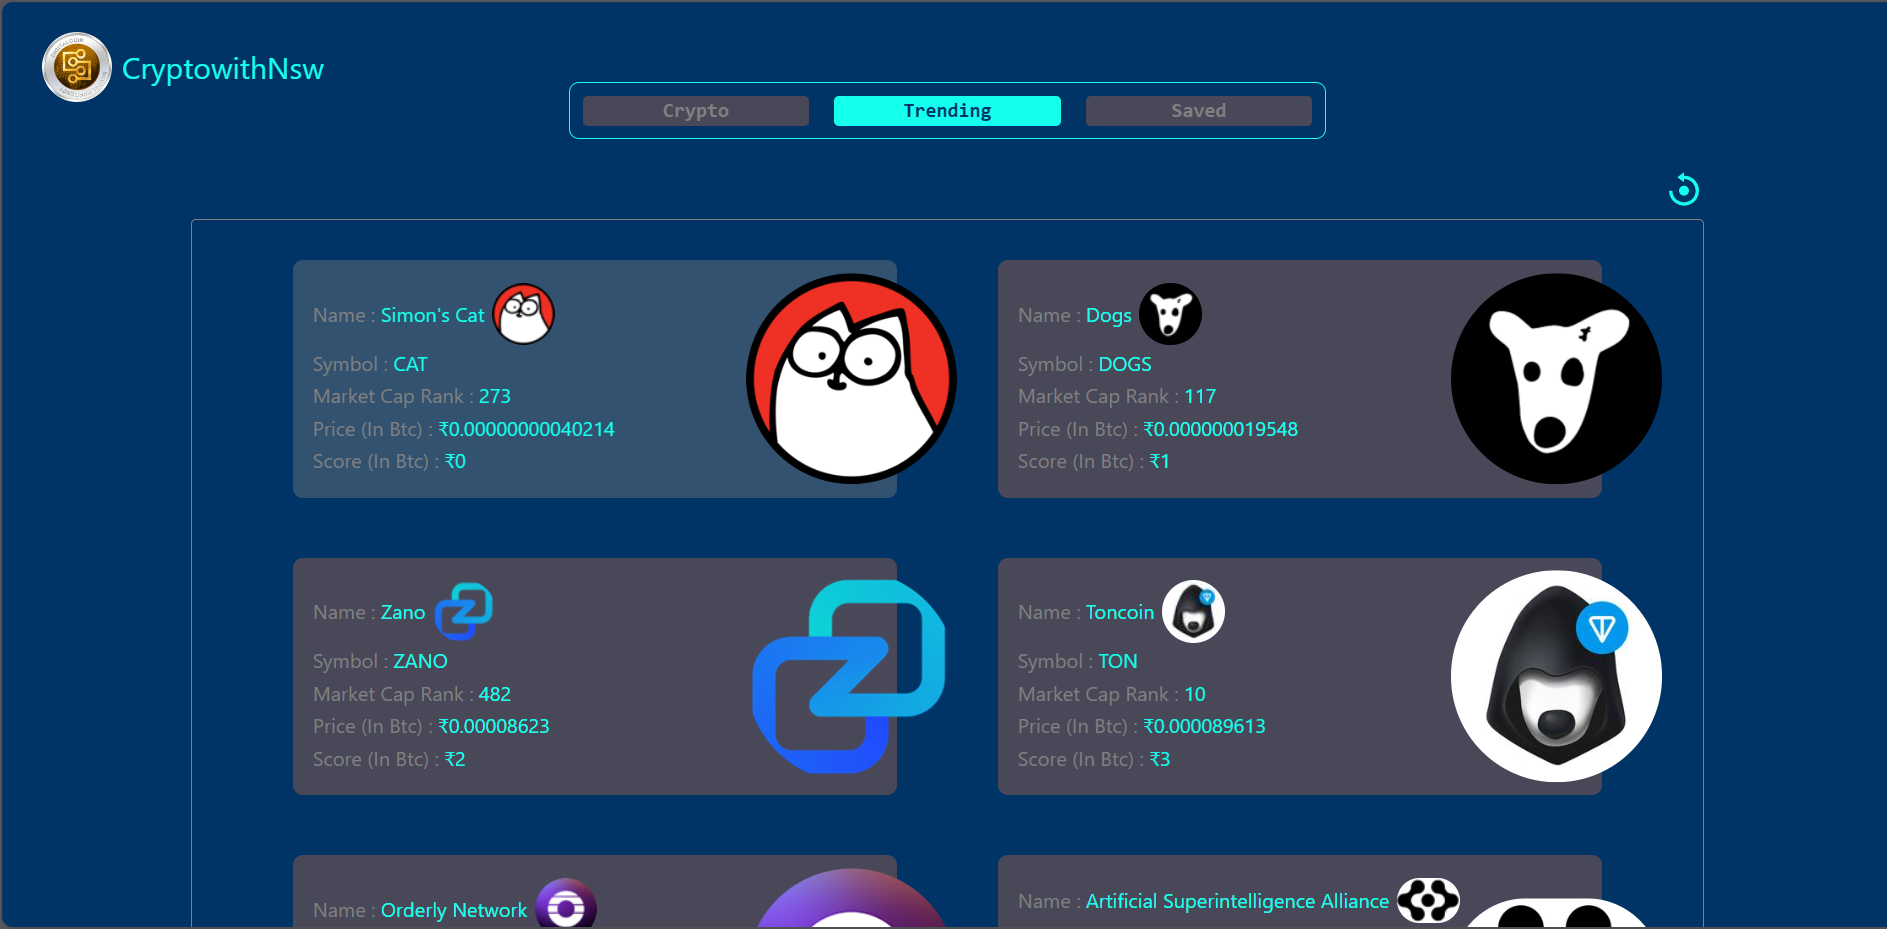 CryptowithNsw
Crypto
Trending
Saved
Name : Simon's Cat
Symbol : CAT
Market Cap Rank : 273
Price (In Btc) : ₹0.00000000040214
Score (In Btc) : ₹0
Name : Dogs
Symbol : DOGS
Market Cap Rank : 117
Price (In Btc) : ₹0.000000019548
Score (In Btc) : ₹1
Name : Zano
Symbol : ZANO
Market Cap Rank : 482
Price (In Btc) : ₹0.00008623
Score (In Btc) : ₹2
Name : Toncoin
Symbol : TON
Market Cap Rank : 10
Price (In Btc) : ₹0.000089613
Score (In Btc) : ₹3
Name : Orderly Network
Name : Artificial Superintelligence Alliance